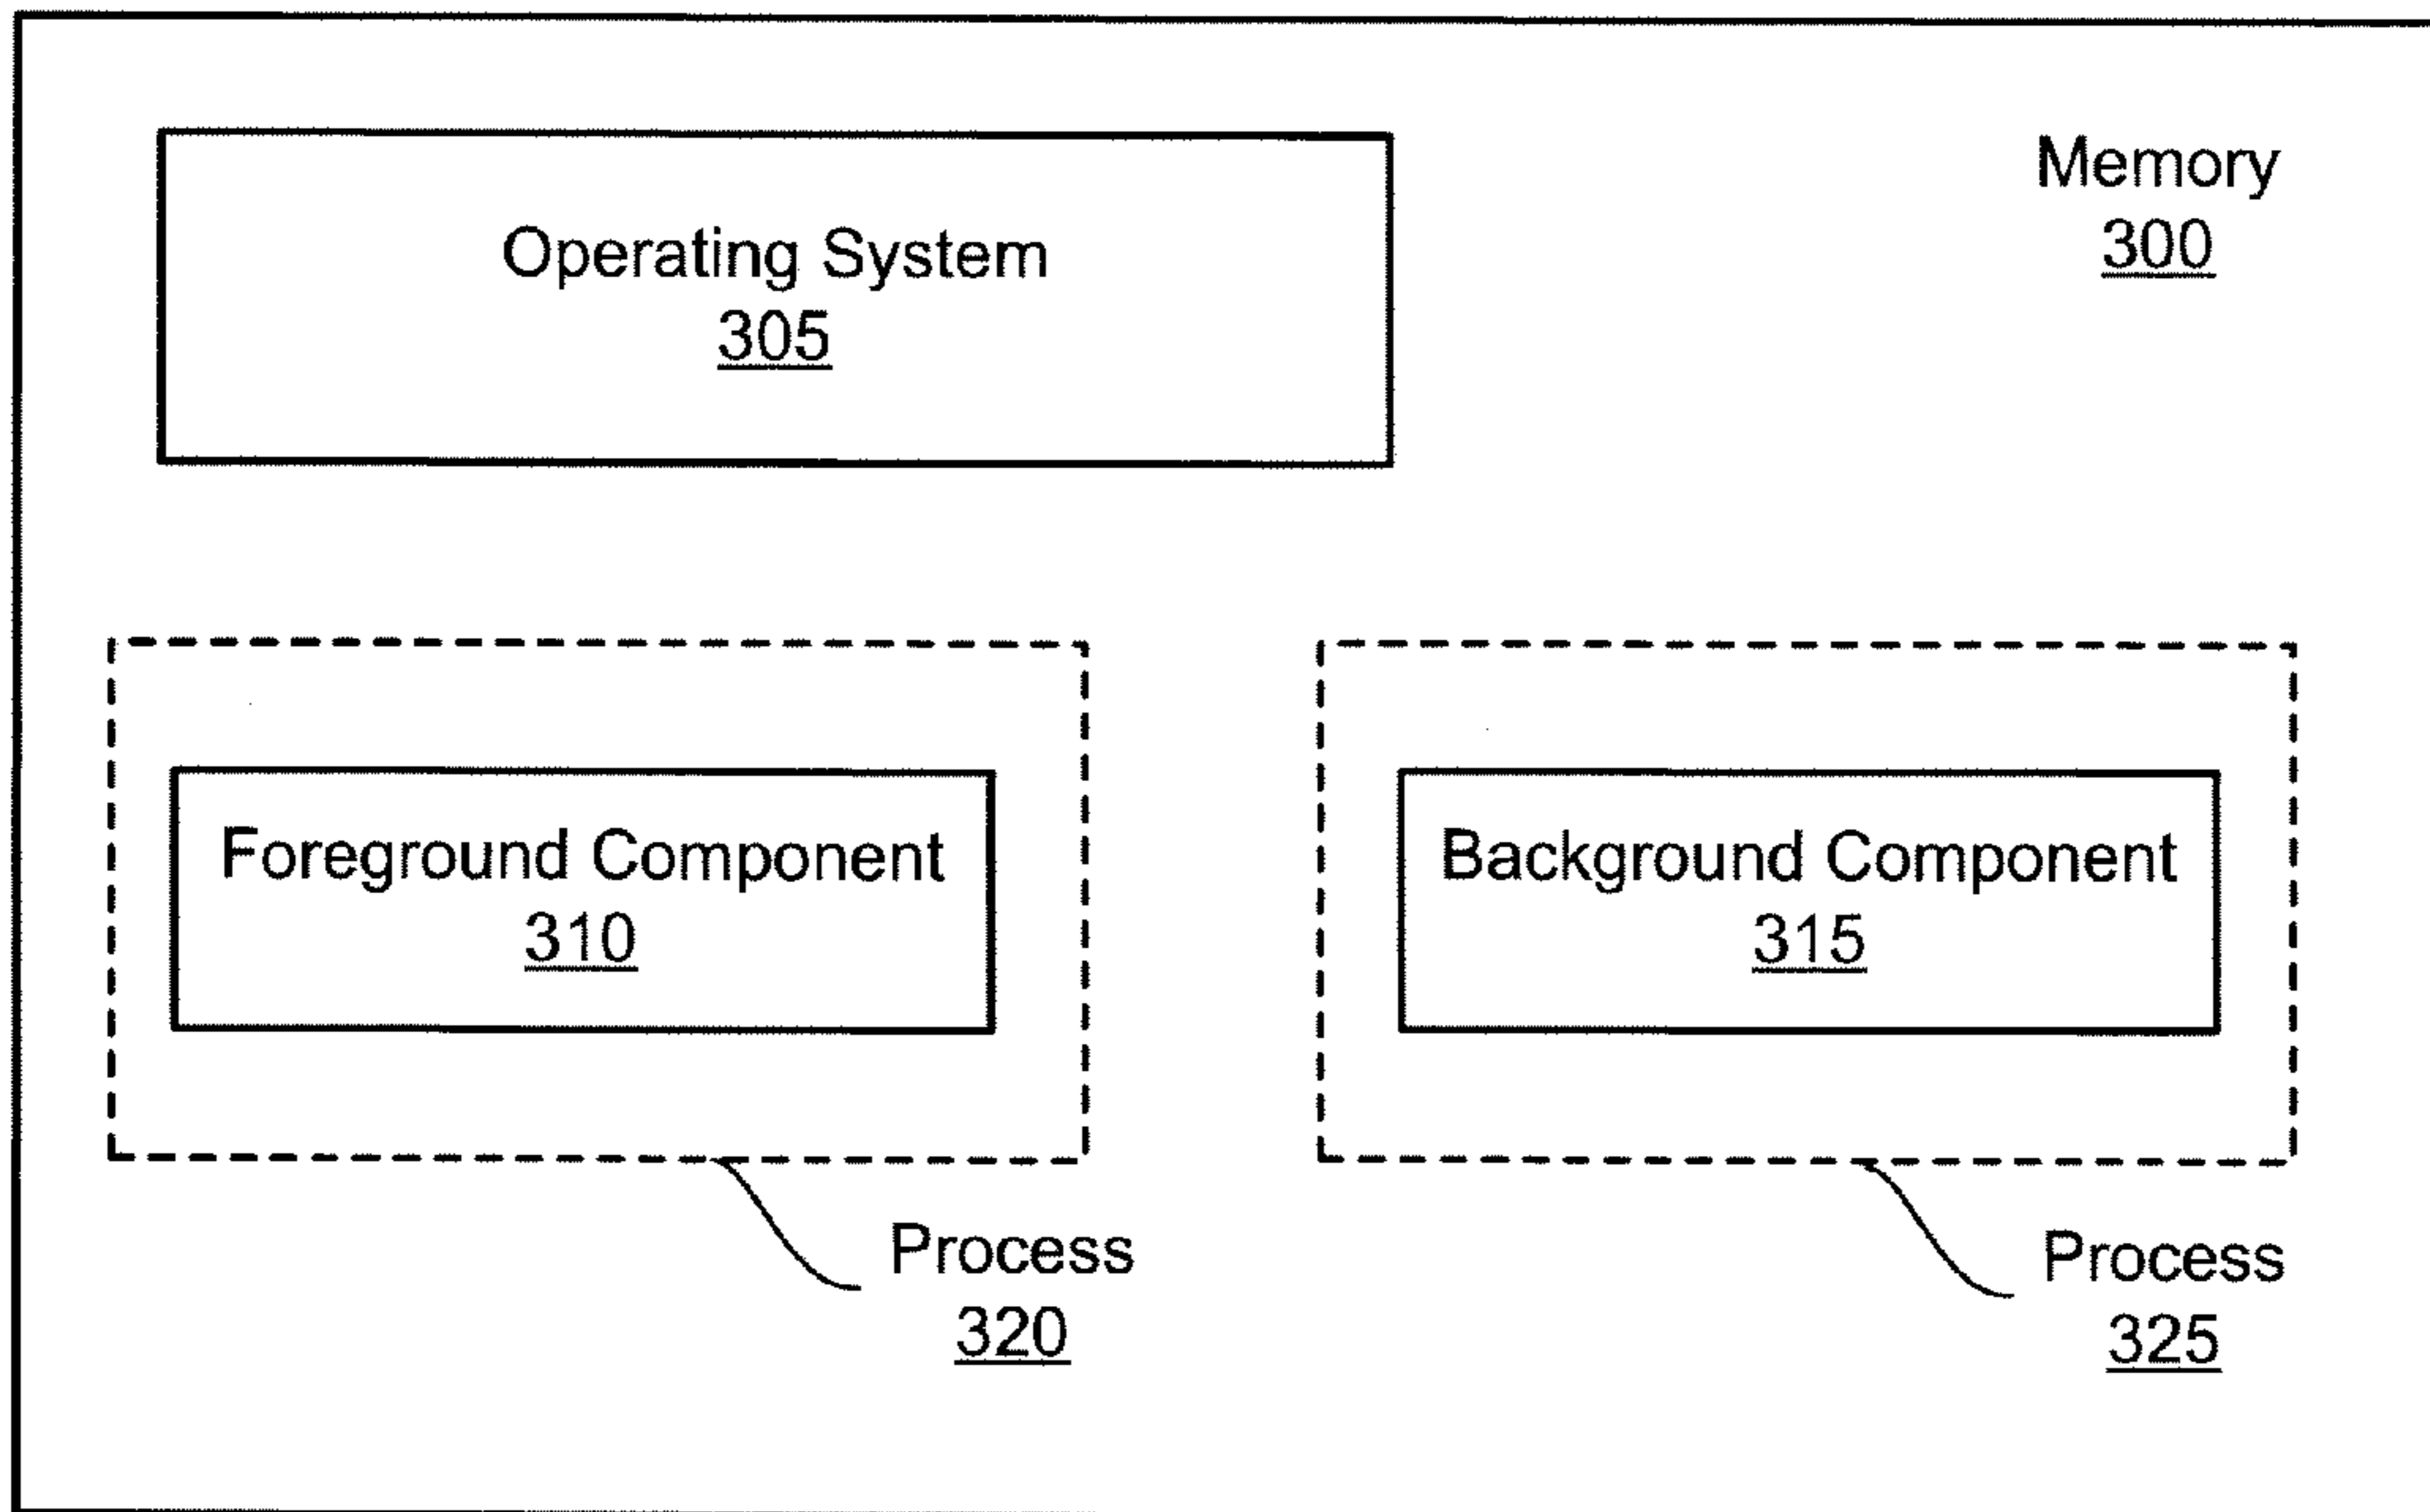 Memory
300
Operating System
305
Foreground Component
310
Background Component
315
Process
320
Process
325